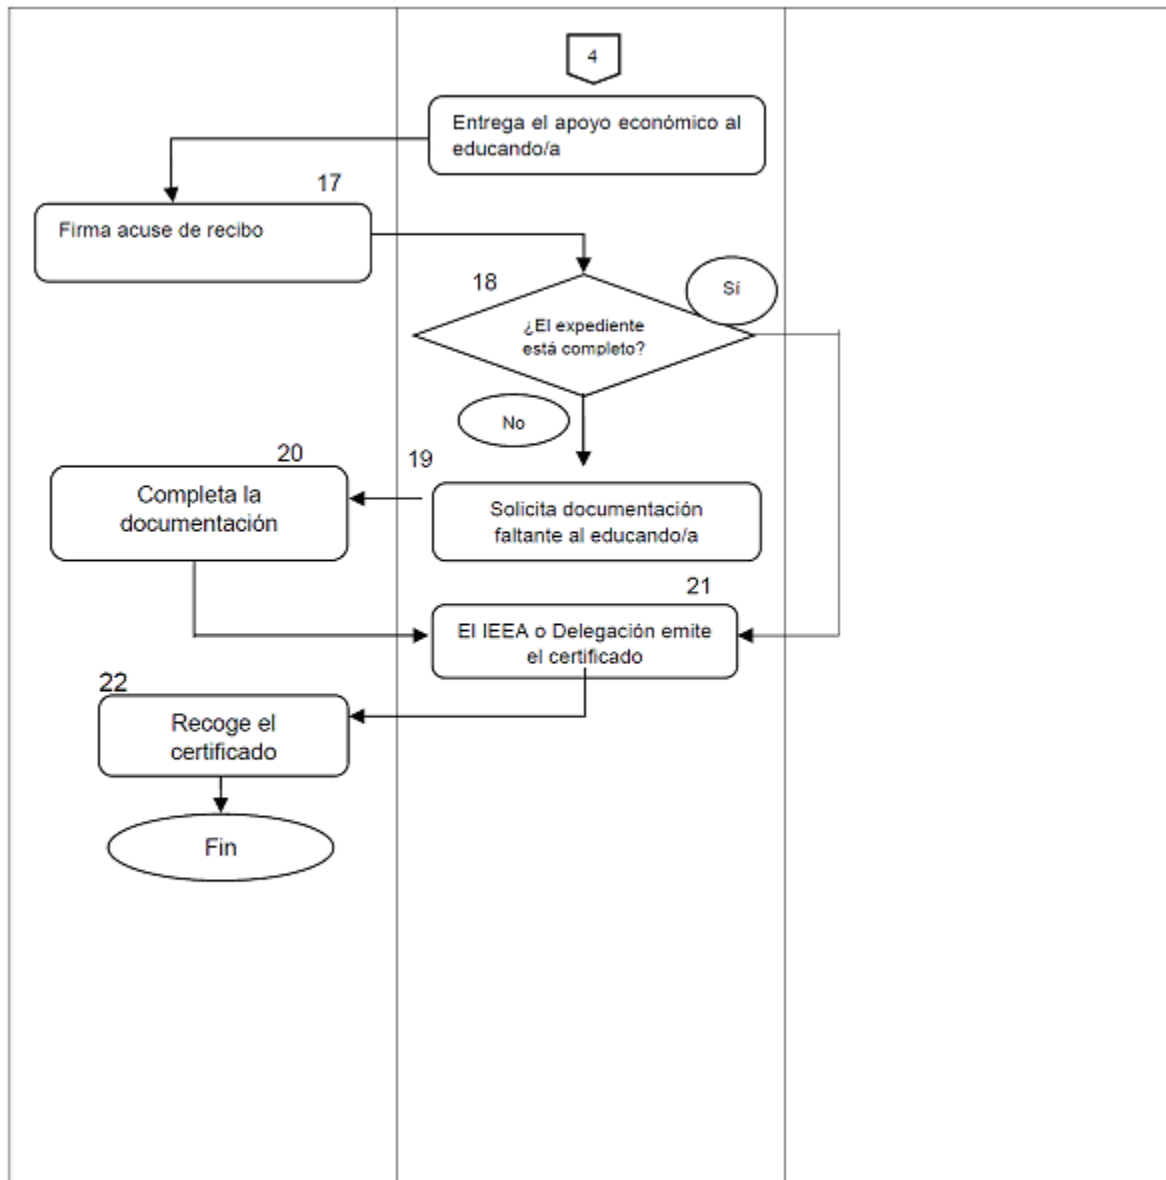 4
Entrega el apoyo económico al
educando/a
17
Firma acuse de recibo
18
Sí
¿El expediente
está completo?
No
20
19
Completa la
documentación
Solicita documentación
faltante al educando/a
21
El IEEA o Delegación emite
el certificado
22
Recoge el
certificado
Fin